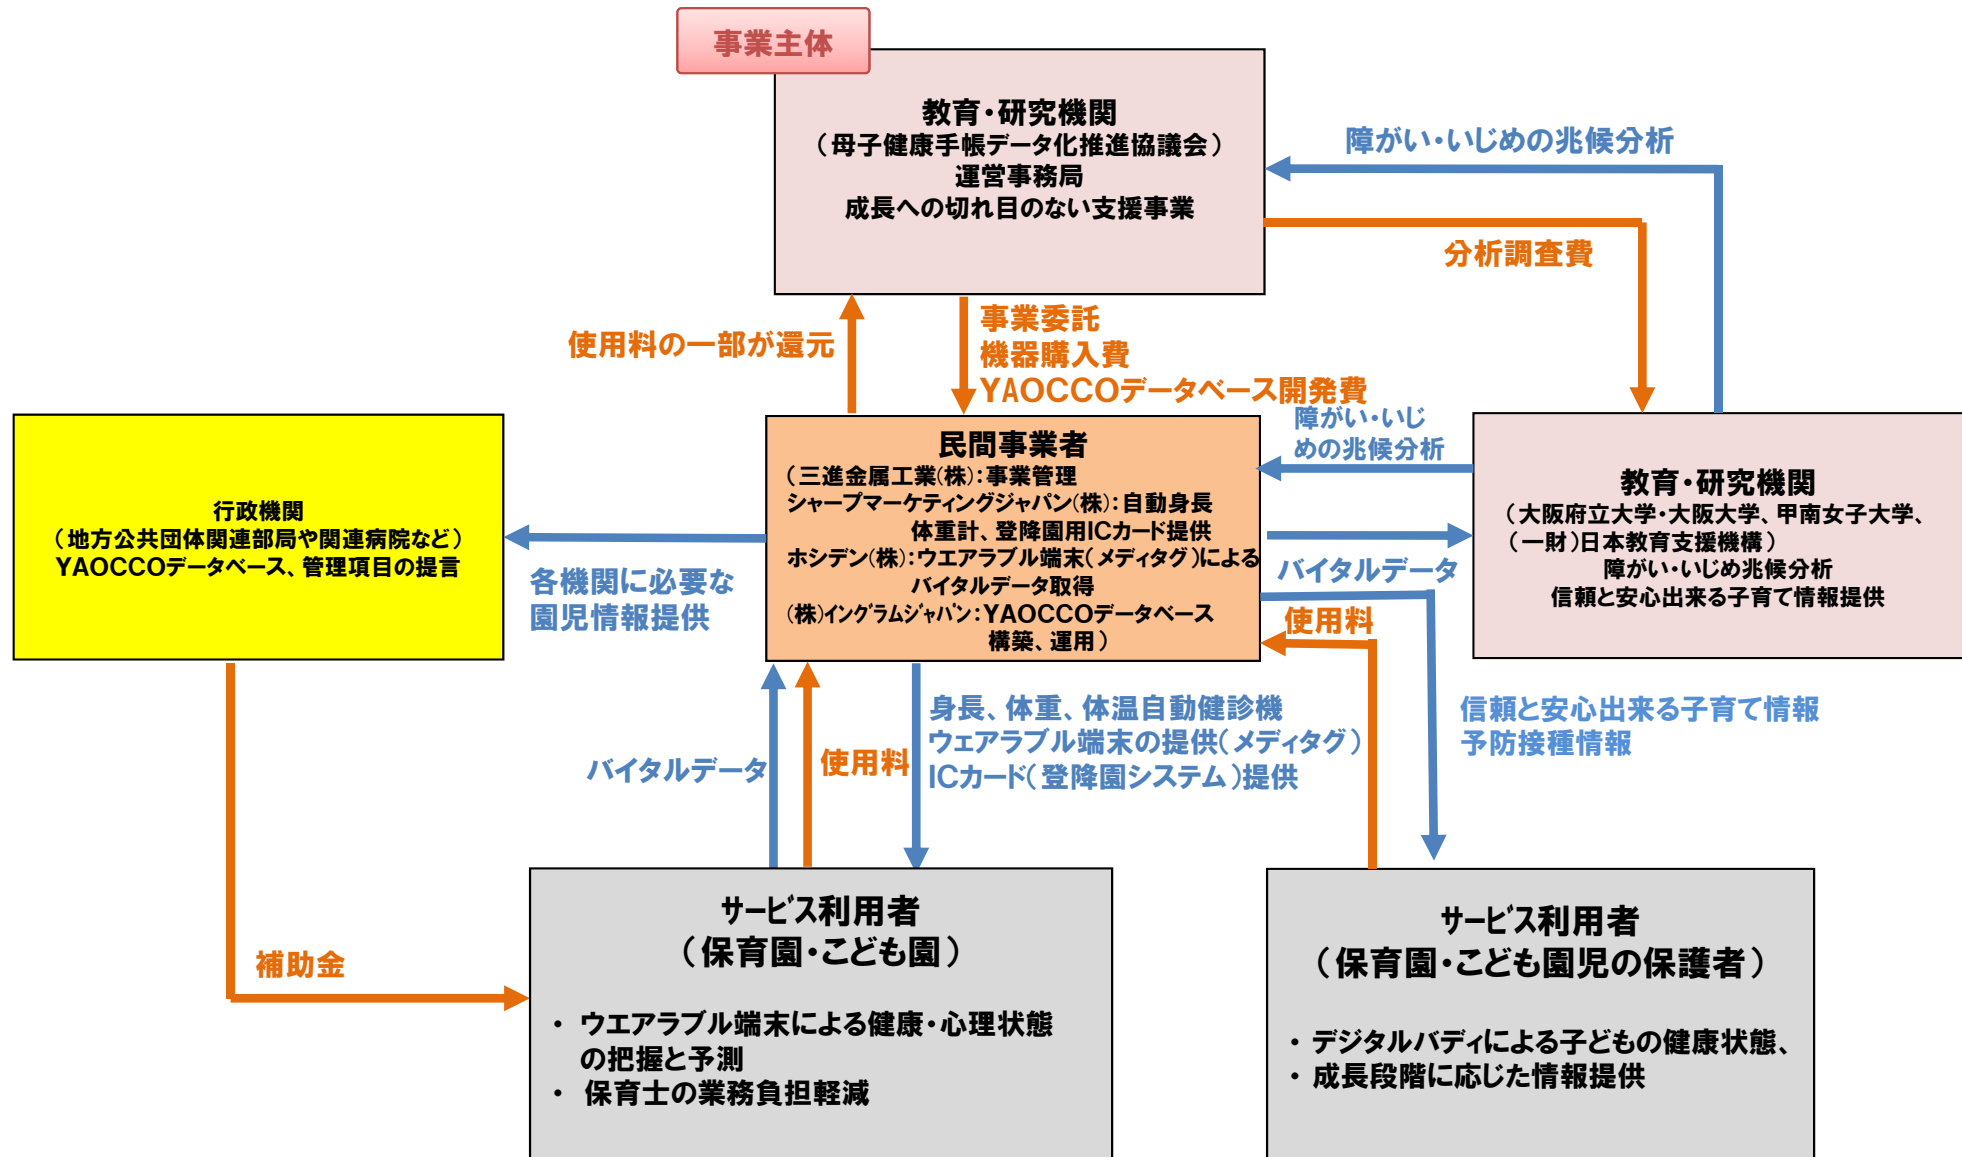 事業主体
教育・研究機関
（母子健康手帳データ化推進協議会）
運営事務局
成長への切れ目のない支援事業
障がい・いじめの兆候分析
分析調査費
使用料の一部が還元
事業委託
機器購入費
YAOCCOデータベース開発費
行政機関
（地方公共団体関連部局や関連病院など）
YAOCCOデータベース、管理項目の提言
各機関に必要な
園児情報提供
民間事業者
（三進金属工業(株)：事業管理
シャープマーケティングジャパン(株)：自動身長
体重計、登降園用ICカード提供
ホシデン(株)：ウエアラブル端末（メディタグ）による
バイタルデータ取得
(株)イングラムジャパン：YAOCCOデータベース
構築、運用）
障がい・いじ
めの兆候分析
バイタルデータ
使用料
教育・研究機関
（大阪府立大学・大阪大学、甲南女子大学、
（一財）日本教育支援機構）
障がい・いじめ兆候分析
信頼と安心出来る子育て情報提供
バイタルデータ
使用料
身長、体重、体温自動健診機
ウェアラブル端末の提供（メディタグ）
ICカード（登降園システム）提供
信頼と安心出来る子育て情報
予防接種情報
補助金
サービス利用者
（保育園・こども園）
・ ウエアラブル端末による健康・心理状態
の把握と予測
・ 保育士の業務負担軽減
サービス利用者
（保育園・こども園児の保護者）
・ デジタルバディによる子どもの健康状態、
・ 成長段階に応じた情報提供